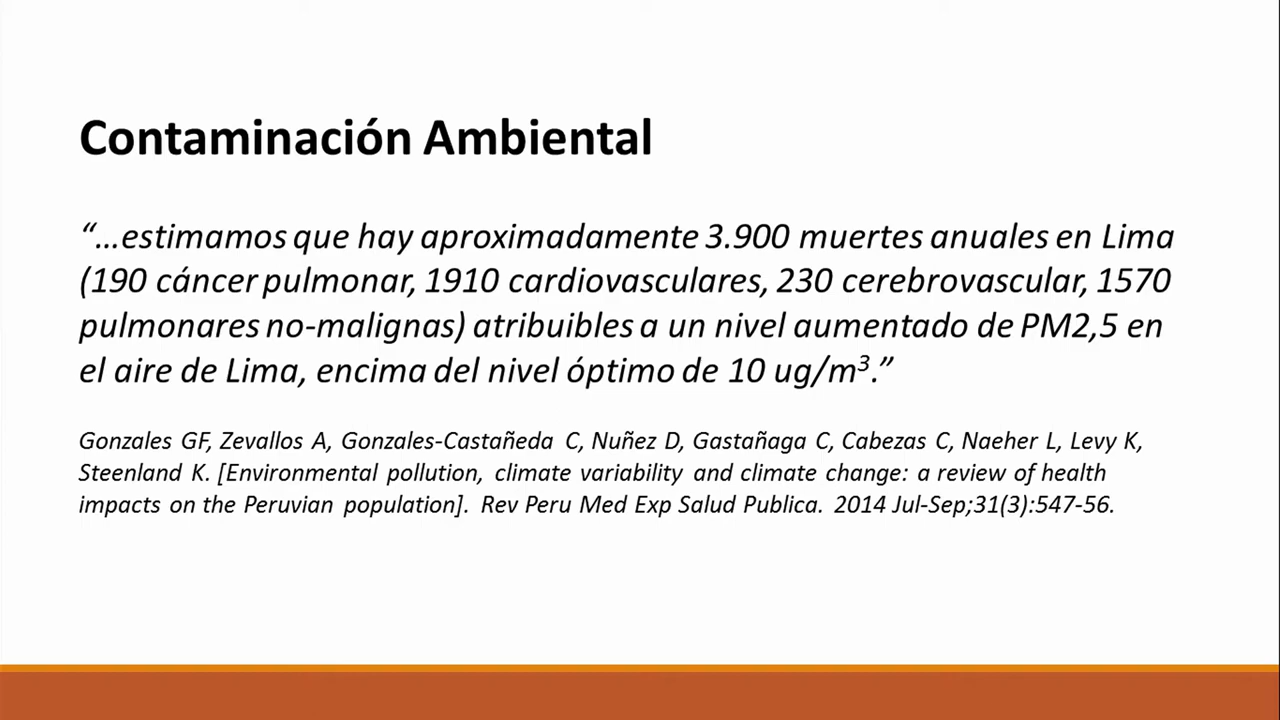 Contaminación Ambiental
“...estimamos que hay aproximadamente 3.900 muertes anuales en Lima
(190 cáncer pulmonar, 1910 cardiovasculares, 230 cerebrovascular, 1570
pulmonares no-malignas) atribuibles a un nivel aumentado de PM2,5 en
el aire de Lima, encima del nivel óptimo de 10 ug/m³.”
Gonzales GF, Zevallos A, Gonzales-Castañeda C, Nuñez D, Gastañaga C, Cabezas C, Naeher L, Levy K,
Steenland K. [Environmental pollution, climate variability and climate change: a review of health
impacts on the Peruvian population]. Rev Peru Med Exp Salud Publica. 2014 Jul-Sep;31(3):547-56.